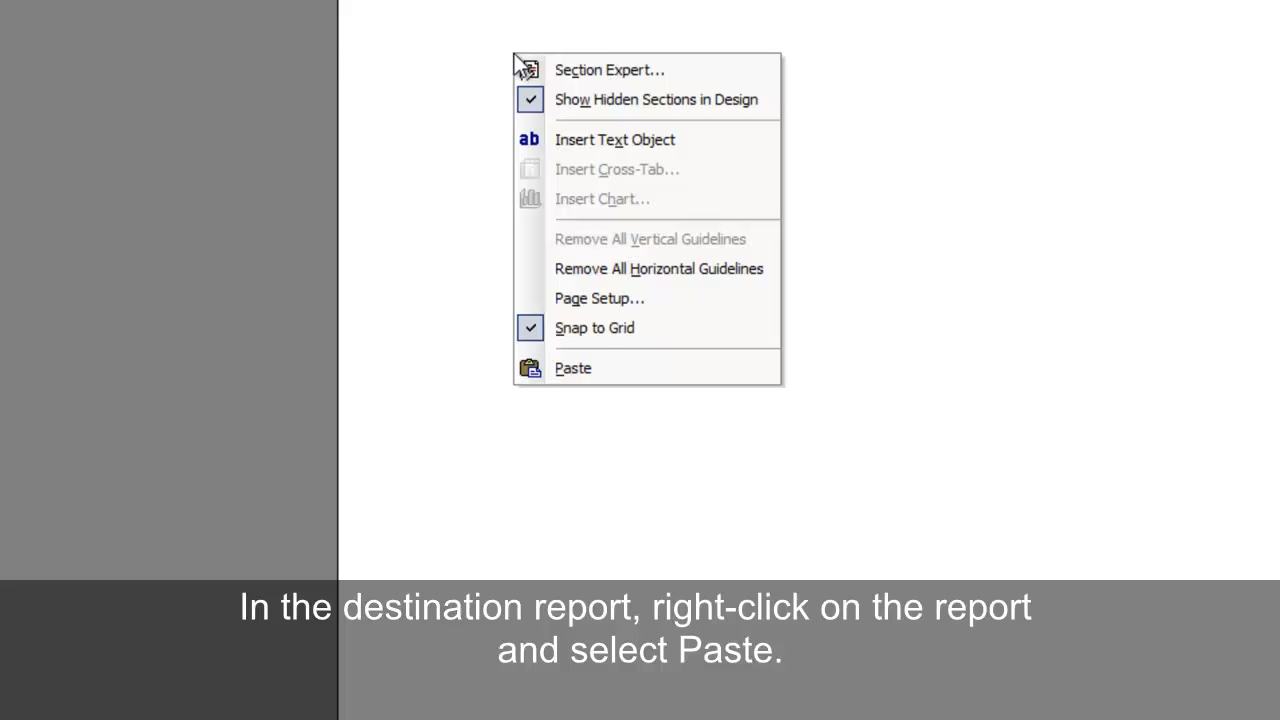 Section Expert...
Show Hidden Sections in Design
ab Insert Text Object
Insert Cross-Tab...
Insert Chart...
Remove All Vertical Guidelines
Remove All Horizontal Guidelines
Page Setup...
Snap to Grid
Paste
In the destination report, right-click on the report
and select Paste.